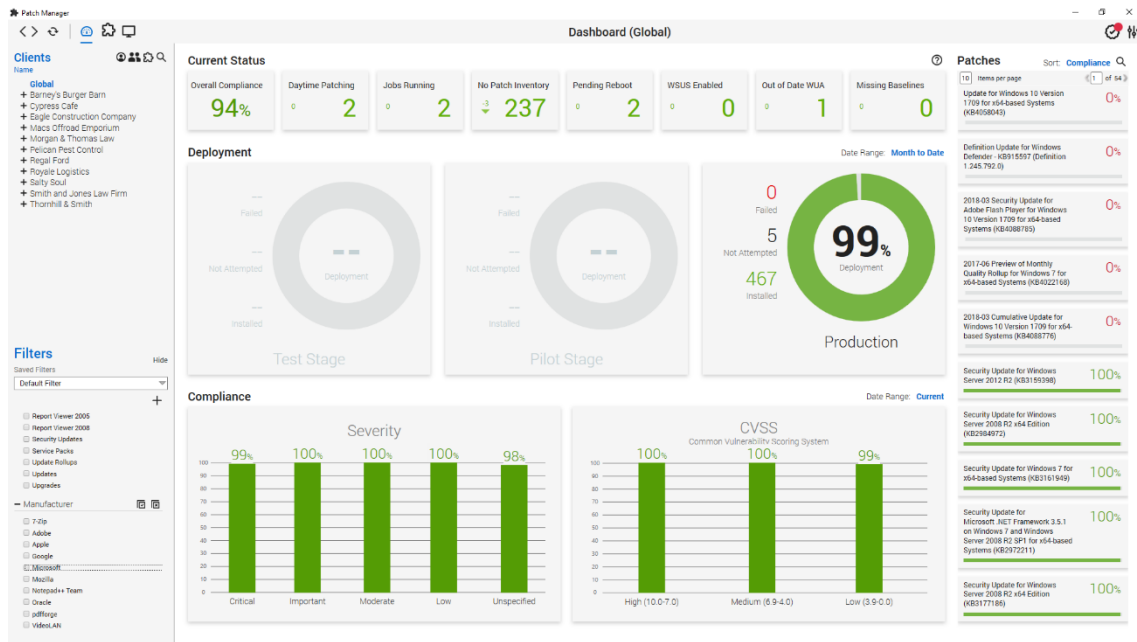 Patch Manager
Dashboard (Global)
Clients
Name
Global
+ Barney's Burger Barn
+ Cypress Cafe
+ Eagle Construction Company
+ Macs Offroad Emporium
+ Morgan & Thomas Law
+ Pelican Pest Control
+ Regal Ford
+ Royale Logistics
+ Salty Soul
+ Smith and Jones Law Firm
+ Thornhill & Smith
Filters
Hide
Saved Filters
Default Filter
+
Report Viewer 2005
Report Viewer 2008
Security Updates
Service Packs
Update Rollups
Updates
Upgrades
− Manufacturer
7-Zip
Adobe
Apple
Google
Microsoft
Mozilla
Notepad++ Team
Oracle
pdfforge
VideoLAN
Current Status
Overall Compliance
94%
Daytime Patching
0 2
Jobs Running
0 2
No Patch Inventory
-3 237
Pending Reboot
0 2
WSUS Enabled
0 0
Out of Date WUA
0 1
Missing Baselines
0 0
Deployment
Date Range: Month to Date
--
Failed
--
Not Attempted
--
Installed
--
Deployment
Test Stage
--
Failed
--
Not Attempted
--
Installed
--
Deployment
Pilot Stage
0
Failed
5
Not Attempted
467
Installed
99%
Deployment
Production
Compliance
Date Range: Current
Severity
99% 100% 100% 100% 98%
100
90
80
70
60
50
40
30
20
10
0
Critical Important Moderate Low Unspecified
CVSS
Common Vulnerability Scoring System
100% 100% 99%
100
90
80
70
60
50
40
30
20
10
0
High (10.0-7.0) Medium (6.9-4.0) Low (3.9-0.0)
Patches
Sort: Compliance
10 Items per page
1 of 54
Update for Windows 10 Version
1709 for x64-based Systems
(KB4058043)
0%
Definition Update for Windows
Defender - KB915597 (Definition
1.245.792.0)
0%
2018-03 Security Update for
Adobe Flash Player for Windows
10 Version 1709 for x64-based
Systems (KB4088785)
0%
2017-06 Preview of Monthly
Quality Rollup for Windows 7 for
x64-based Systems (KB4022168)
0%
2018-03 Cumulative Update for
Windows 10 Version 1709 for x64-
based Systems (KB4088776)
0%
Security Update for Windows
Server 2012 R2 (KB3159398)
100%
Security Update for Windows
Server 2008 R2 x64 Edition
(KB2984972)
100%
Security Update for Windows 7 for
x64-based Systems (KB3161949)
100%
Security Update for
Microsoft .NET Framework 3.5.1
on Windows 7 and Windows
Server 2008 R2 SP1 for x64-based
Systems (KB2972211)
100%
Security Update for Windows
Server 2008 R2 x64 Edition
(KB3177186)
100%